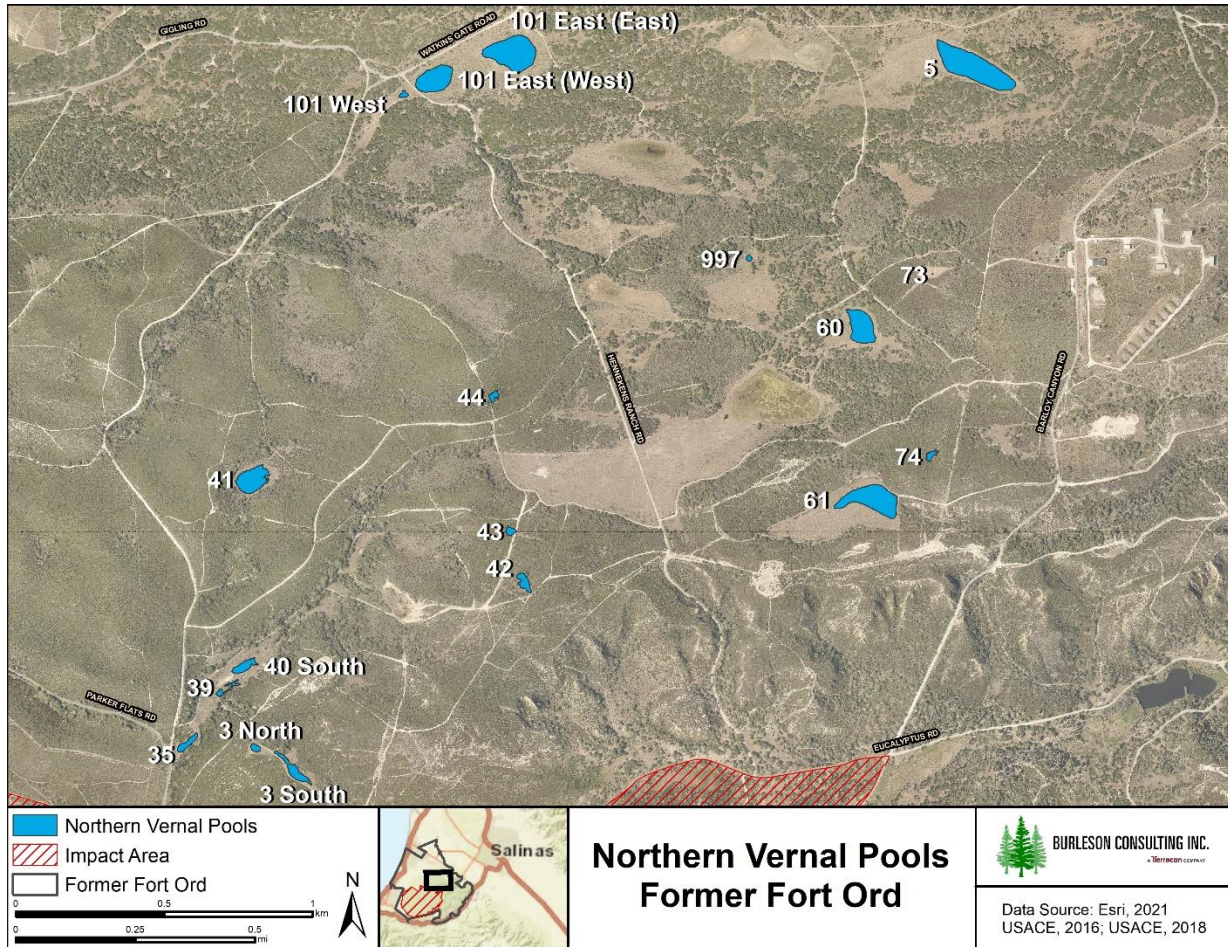 GIGLING RD
WATKINS GATE ROAD
101 East (East)
5
101 East (West)
101 West
997
73
60
HENNEKENS RANCH RD
BARLOY CANYON RD
44
41
74
61
43
42
40 South
39
PARKER FLATS RD
3 North
35
EUCALYPTUS RD
3 South
Northern Vernal Pools
Impact Area
Former Fort Ord
0 0.5 1
km
0 0.25 0.5
mi
N
Salinas
Northern Vernal Pools
Former Fort Ord
BURLESON CONSULTING INC.
A Terracon COMPANY
Data Source: Esri, 2021
USACE, 2016; USACE, 2018